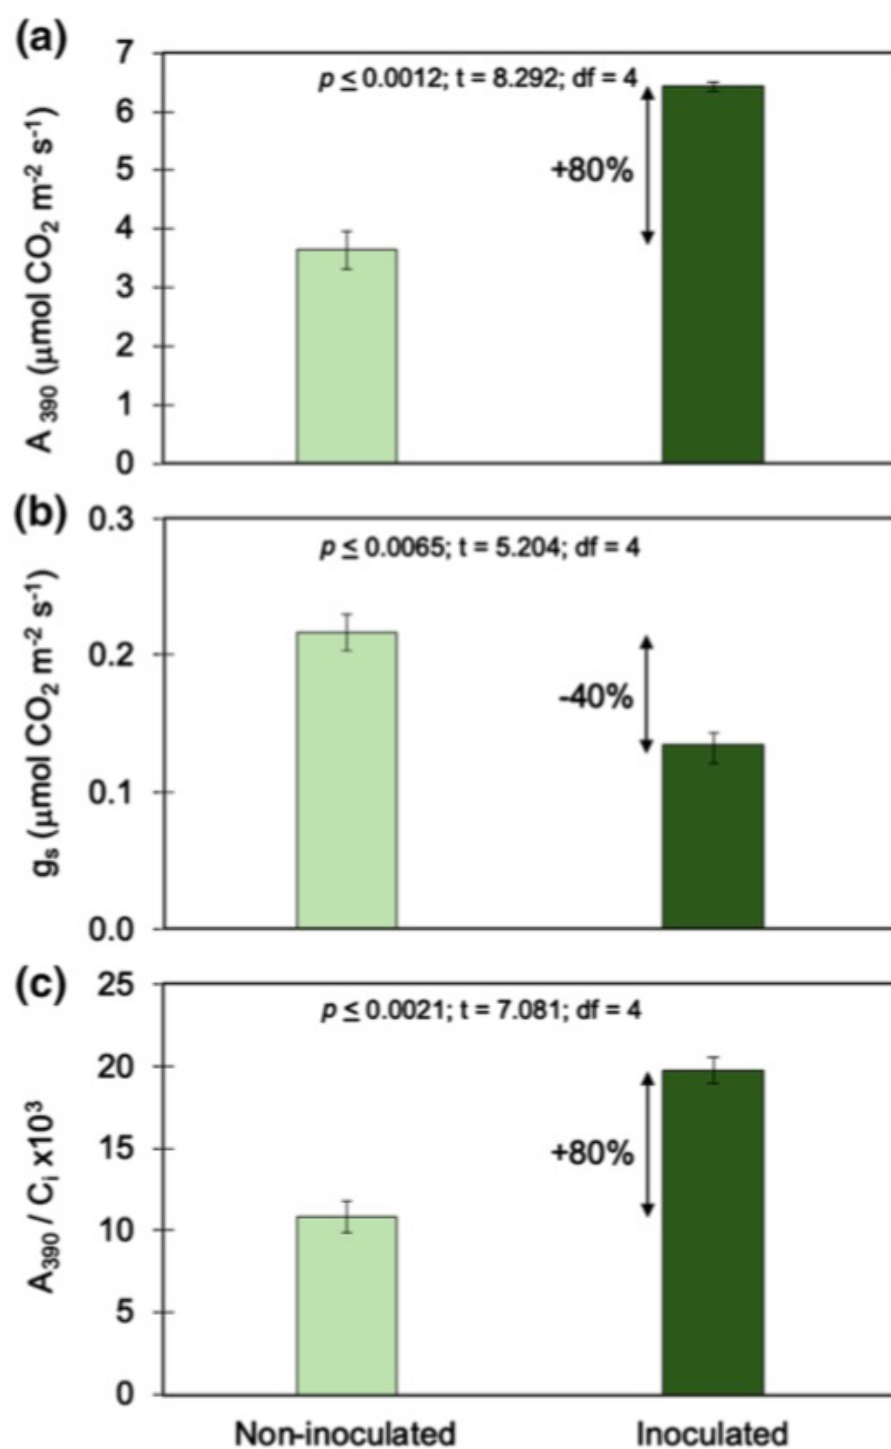 (a)
p ≤ 0.0012; t = 8.292; df = 4
A 390 (μmol CO2 m-2 s-1)
7
6
5
4
3
2
1
0
+80%
(b)
p ≤ 0.0065; t = 5.204; df = 4
gs (μmol CO2 m-2 s-1)
0.3
0.2
0.1
0.0
-40%
(c)
p ≤ 0.0021; t = 7.081; df = 4
A390 / Ci x103
25
20
15
10
5
0
+80%
Non-inoculated Inoculated